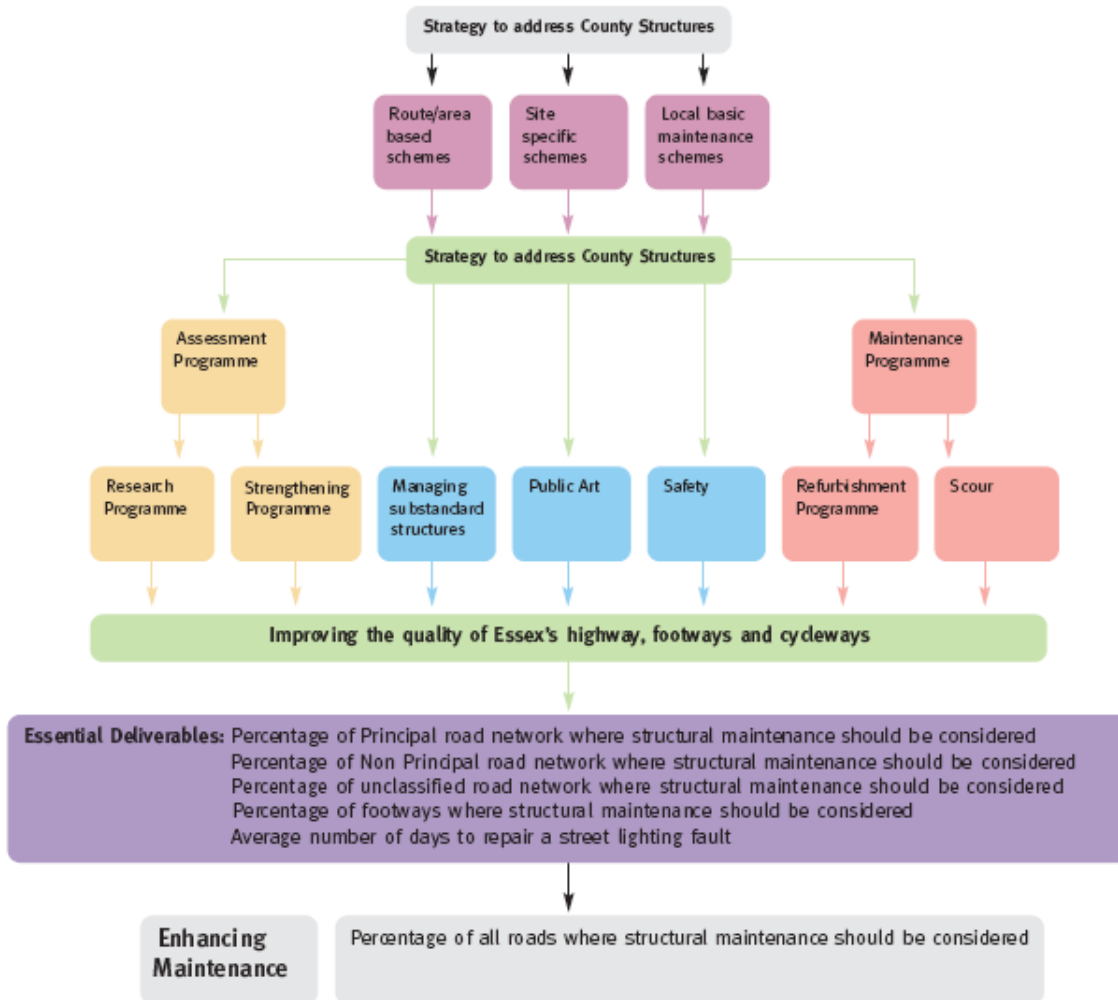 Strategy to address County Structures
Route/area
based
schemes
Site
specific
schemes
Local basic
maintenance
schemes
Strategy to address County Structures
Assessment
Programme
Maintenance
Programme
Research
Programme
Strengthening
Programme
Managing
substandard
structures
Public Art
Safety
Refurbishment
Programme
Scour
Improving the quality of Essex's highway, footways and cycleways
Essential Deliverables: Percentage of Principal road network where structural maintenance should be considered
Percentage of Non Principal road network where structural maintenance should be considered
Percentage of unclassified road network where structural maintenance should be considered
Percentage of footways where structural maintenance should be considered
Average number of days to repair a street lighting fault
Enhancing
Maintenance
Percentage of all roads where structural maintenance should be considered